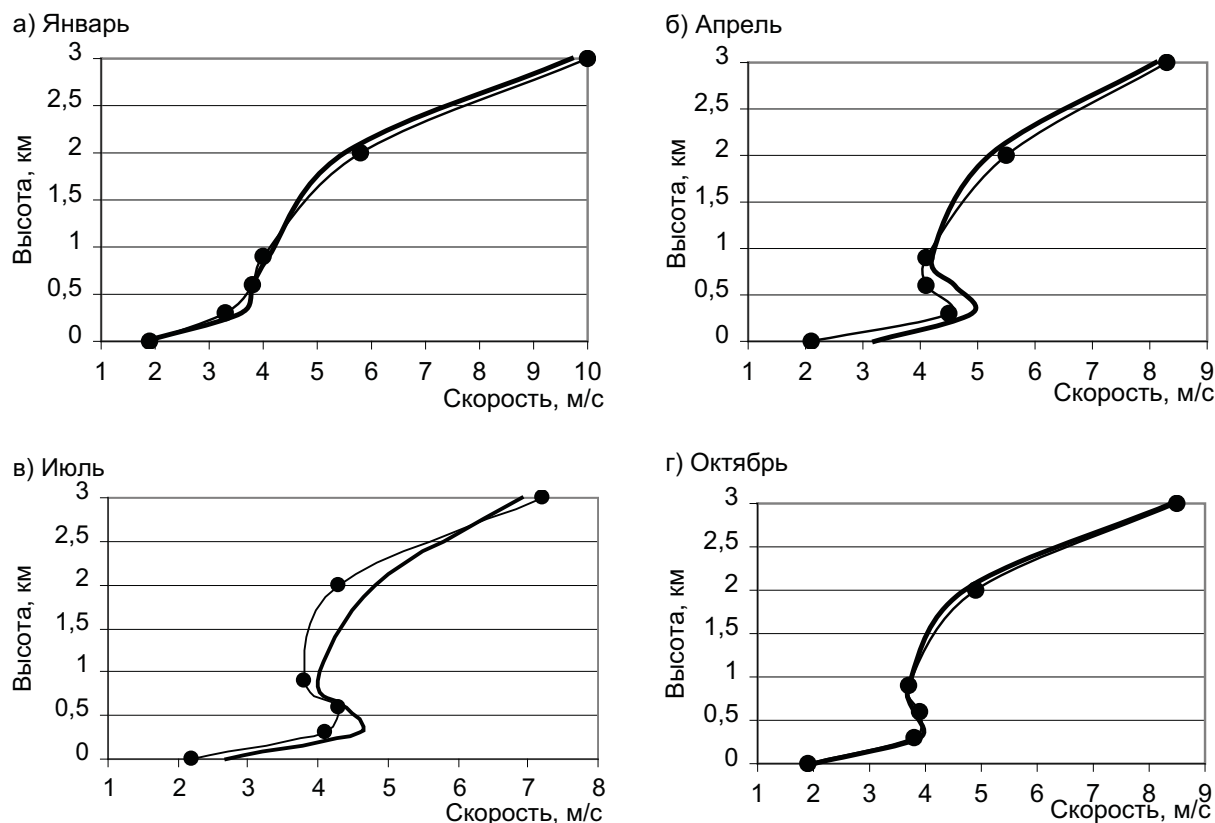 а) Январь
Высота, км
3
2,5
2
1,5
1
0,5
0
1 2 3 4 5 6 7 8 9 10
Скорость, м/с
б) Апрель
Высота, км
3
2,5
2
1,5
1
0,5
0
1 2 3 4 5 6 7 8 9
Скорость, м/с
в) Июль
Высота, км
3
2,5
2
1,5
1
0,5
0
1 2 3 4 5 6 7 8
Скорость, м/с
г) Октябрь
Высота, км
3
2,5
2
1,5
1
0,5
0
1 2 3 4 5 6 7 8 9
Скорость, м/с